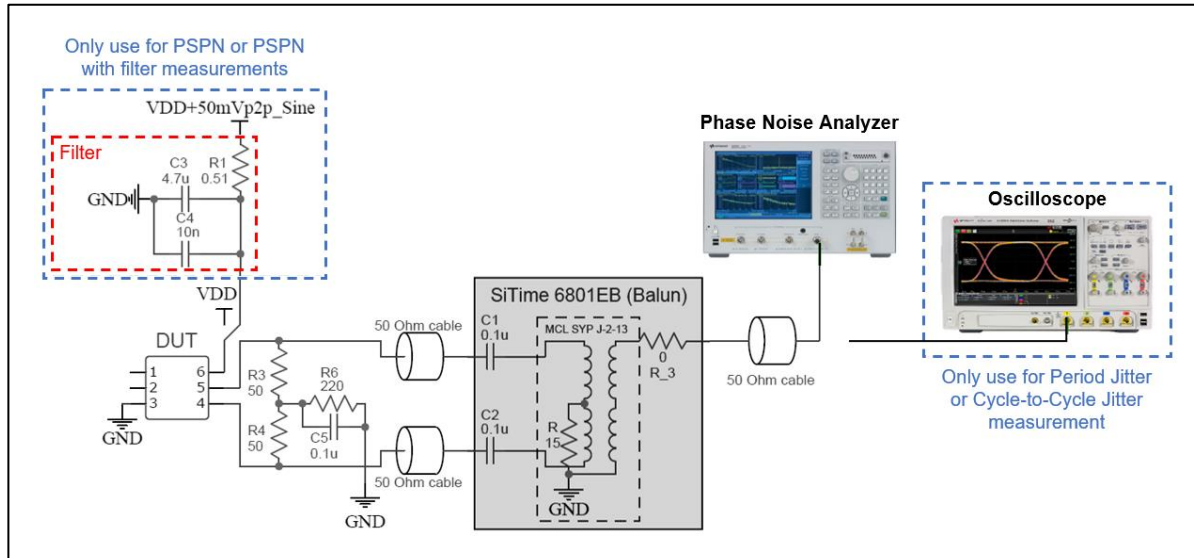 Only use for PSPN or PSPN
with filter measurements
VDD+50mVp2p_Sine
Filter
C3
4.7u
R1
0.51
GND
C4
10n
VDD
DUT
1
2
3
6
5
4
GND
R3
50
R4
50
R6
220
C5
0.1u
GND
50 Ohm cable
50 Ohm cable
SiTime 6801EB (Balun)
C1
0.1u
MCL SYP J-2-13
C2
0.1u
R
15
GND
0
R_3
50 Ohm cable
Phase Noise Analyzer
Oscilloscope
Only use for Period Jitter
or Cycle-to-Cycle Jitter
measurement